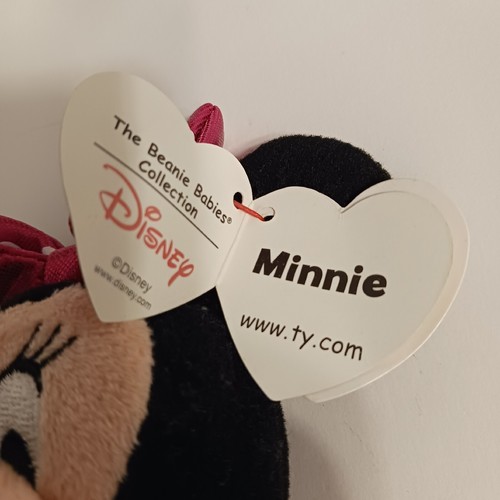 The Beanie Babies®
Collection
Disney
©Disney
www.disney.com
Minnie
www.ty.com